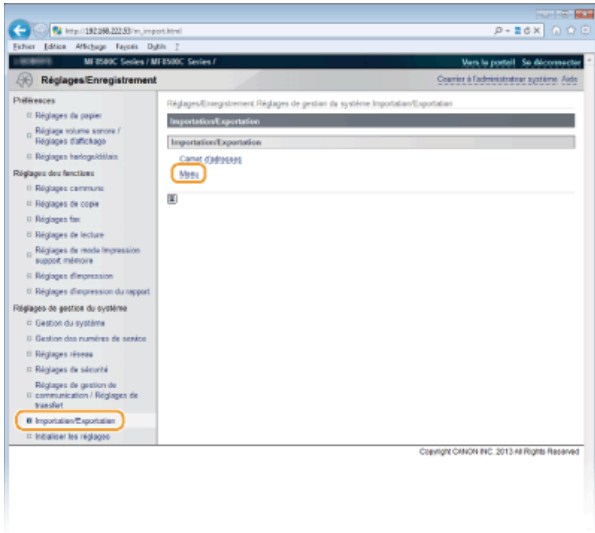 http://192.168.222.53/m_import.html
Fichier Edition Affichage Favoris Outils ?
MF8500C Series / MF8500C Series /
Vers le portail Se déconnecter
Réglages/Enregistrement
Courrier à l'administrateur système Aide
Préférences
Réglages de papier
Réglage volume sonore /
Réglages d'affichage
Réglages horloge/délais
Réglages des fonctions
Réglages communs
Réglages de copie
Réglages fax
Réglages de lecture
Réglages de mode Impression
support mémoire
Réglages d'impression
Réglages d'impression du rapport
Réglages de gestion du système
Gestion du système
Gestion des numéros de service
Réglages réseau
Réglages de sécurité
Réglages de gestion de
communication / Réglages de
transfert
Importation/Exportation
Initialiser les réglages
Réglages/Enregistrement:Réglages de gestion du système:Importation/Exportation
Importation/Exportation
Importation/Exportation
Carnet d'adresses
Menu
Copyright CANON INC. 2013 All Rights Reserved